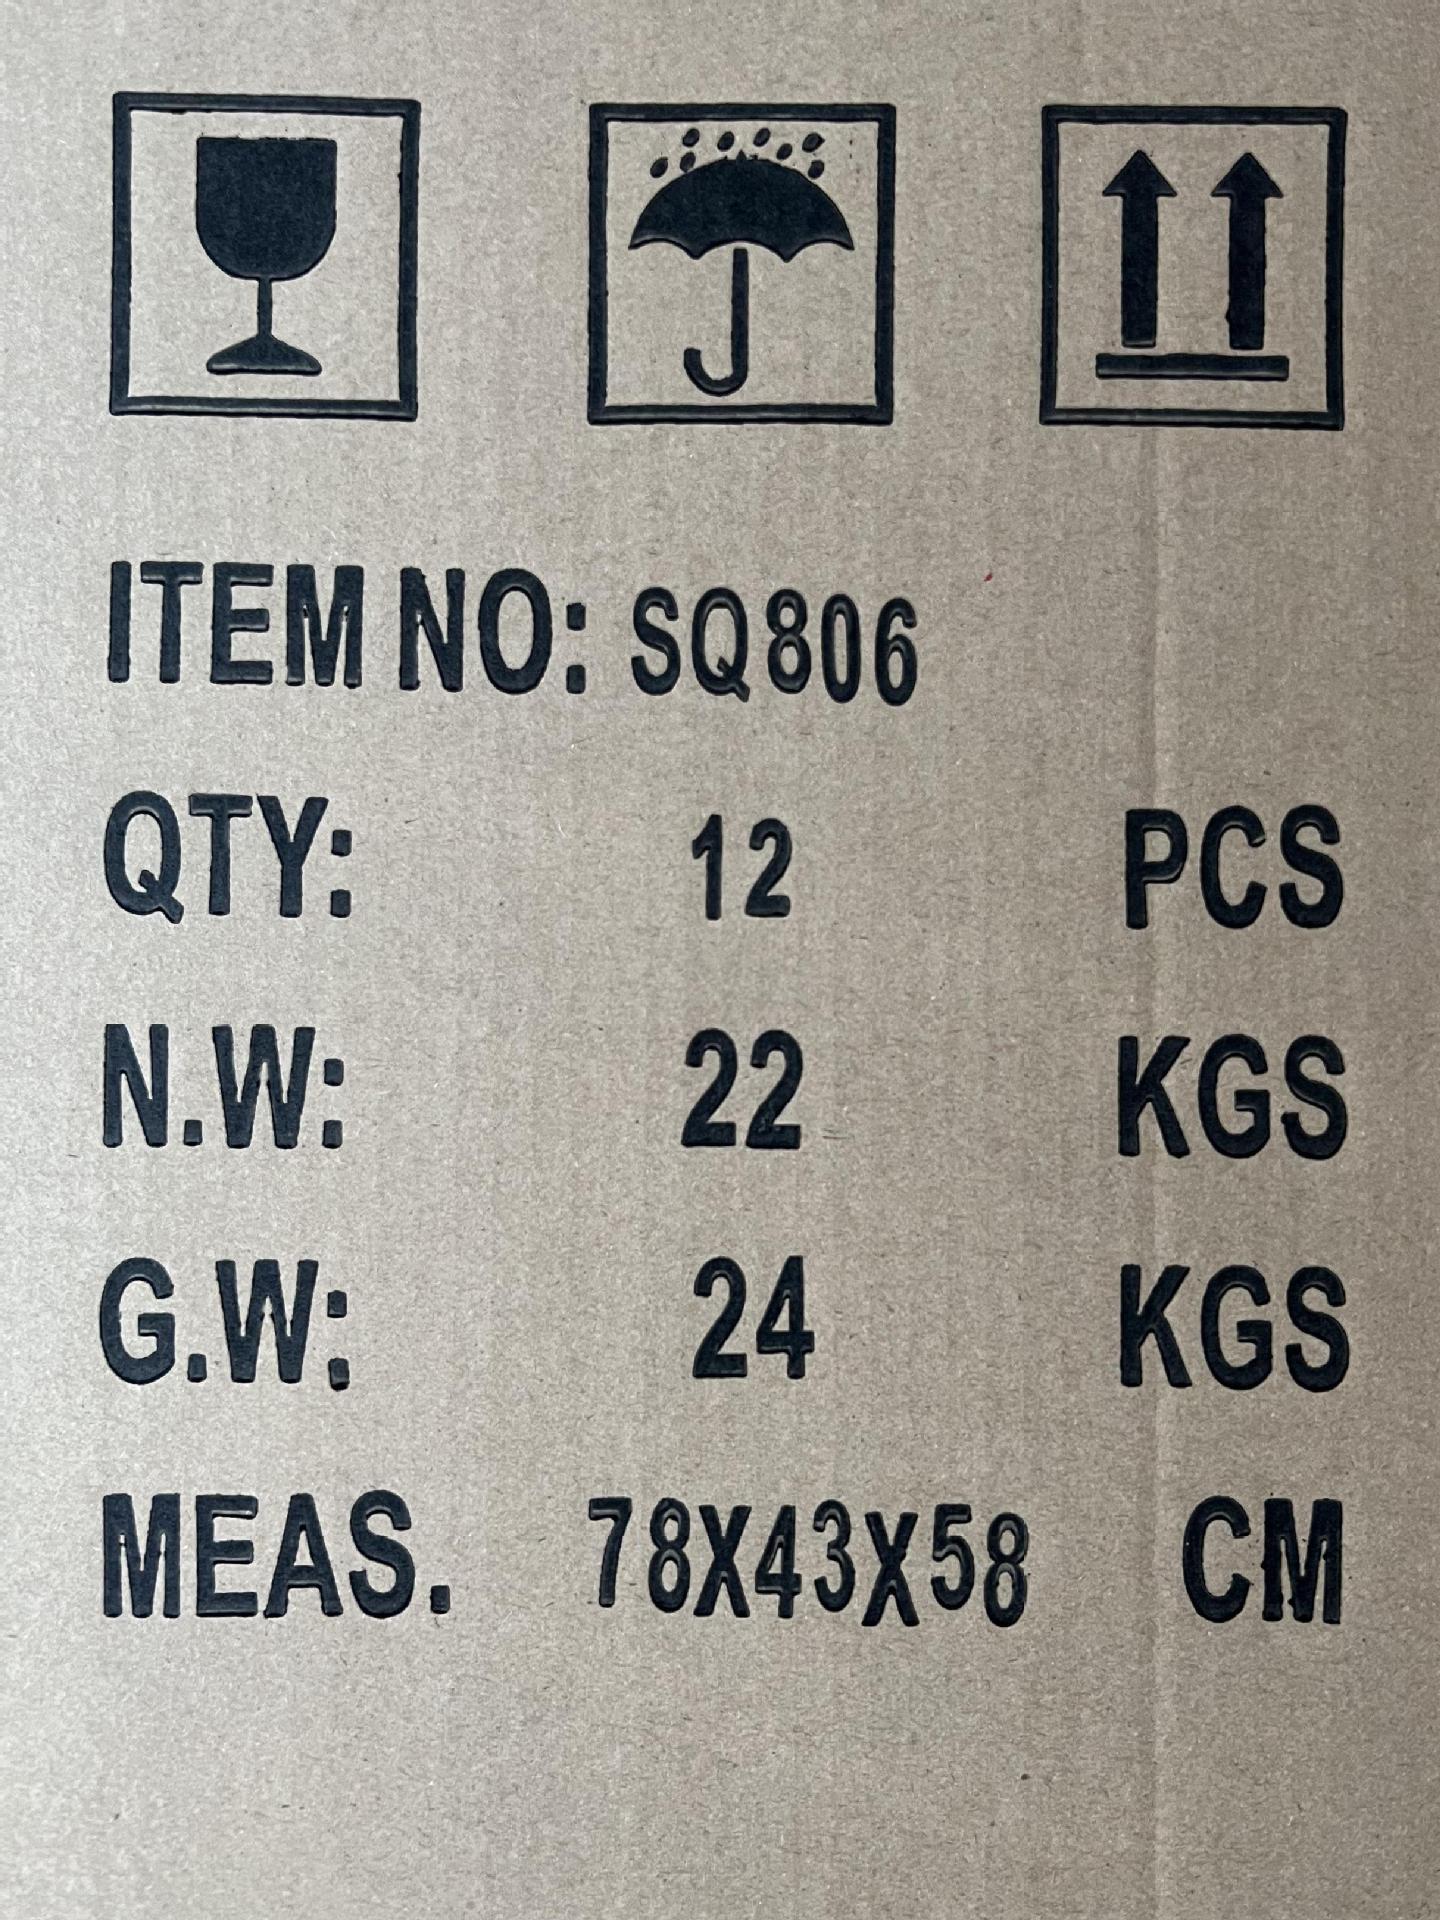 ITEM NO: SQ806
QTY: 12 PCS
N.W: 22 KGS
G.W: 24 KGS
MEAS. 78X43X58 CM